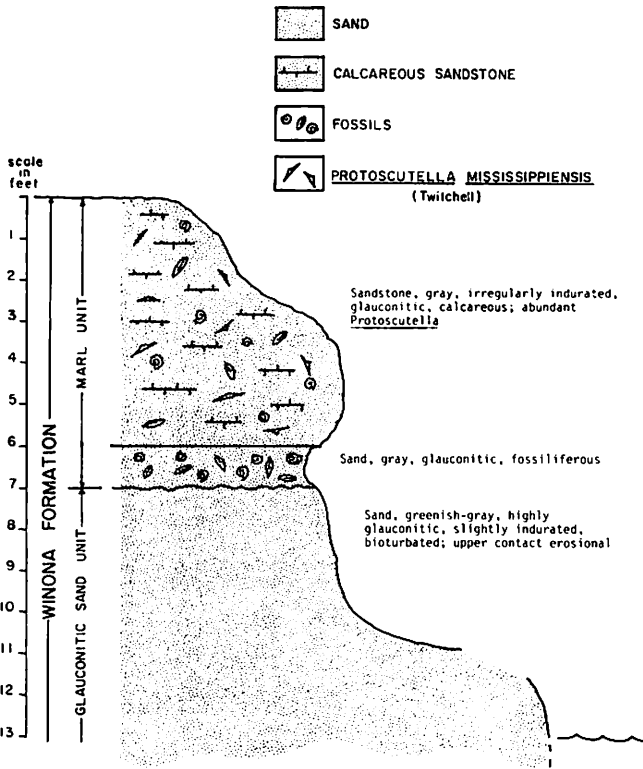 SAND
CALCAREOUS SANDSTONE
FOSSILS
PROTOSCUTELLA MISSISSIPPIENSIS
(Twitchell)
scale
in
feet
1
2
3
4
5
6
7
8
9
10
11
12
13
WINONA FORMATION
MARL UNIT
GLAUCONITIC SAND UNIT
Sandstone, gray, irregularly indurated,
glauconitic, calcareous; abundant
Protoscutella
Sand, gray, glauconitic, fossiliferous
Sand, greenish-gray, highly
glauconitic, slightly indurated,
bioturbated; upper contact erosional